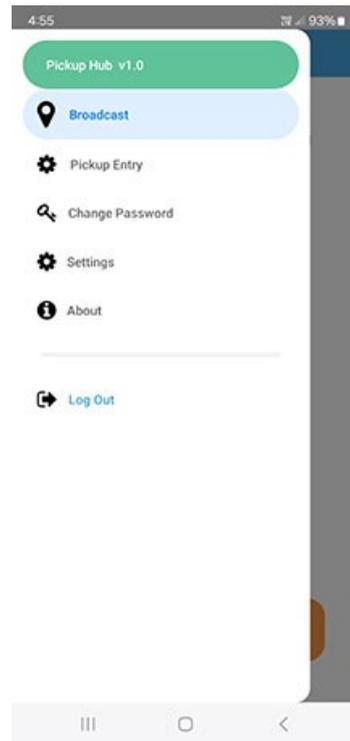 4:55
93%
Pickup Hub v1.0
Broadcast
Pickup Entry
Change Password
Settings
About
Log Out